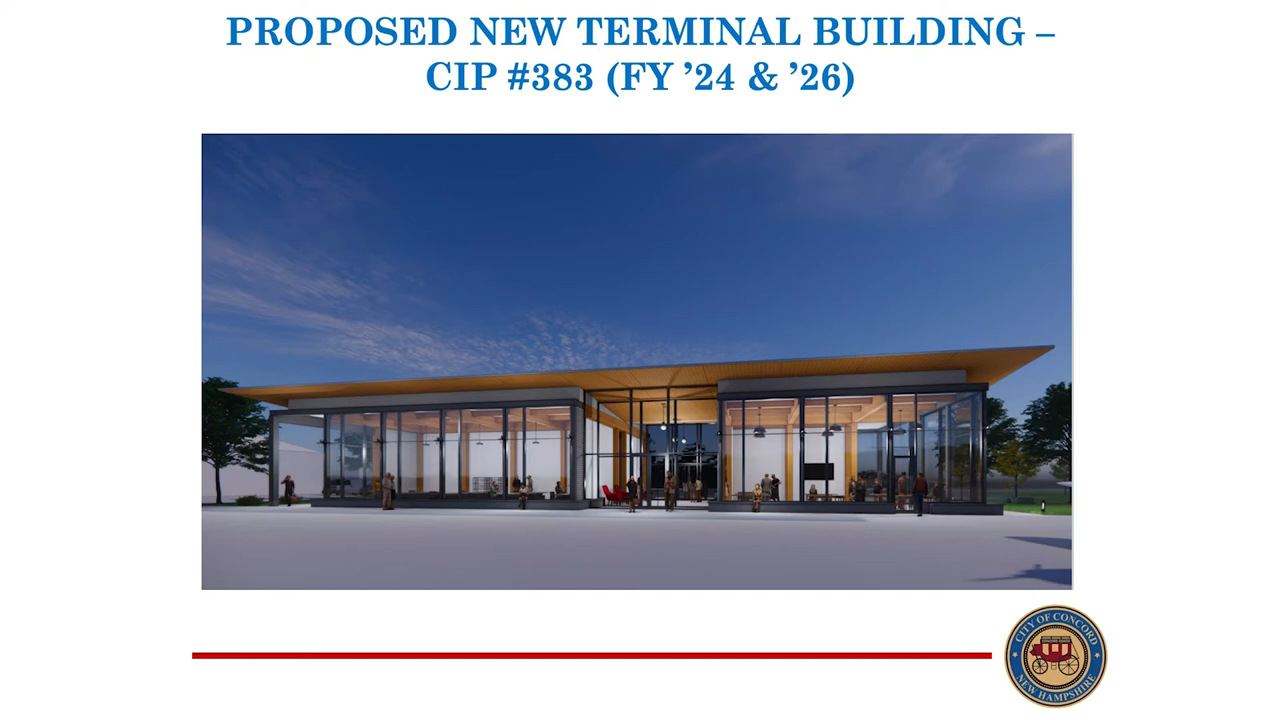 PROPOSED NEW TERMINAL BUILDING –
CIP #383 (FY ’24 & ’26)
CITY OF CONCORD
NEW HAMPSHIRE